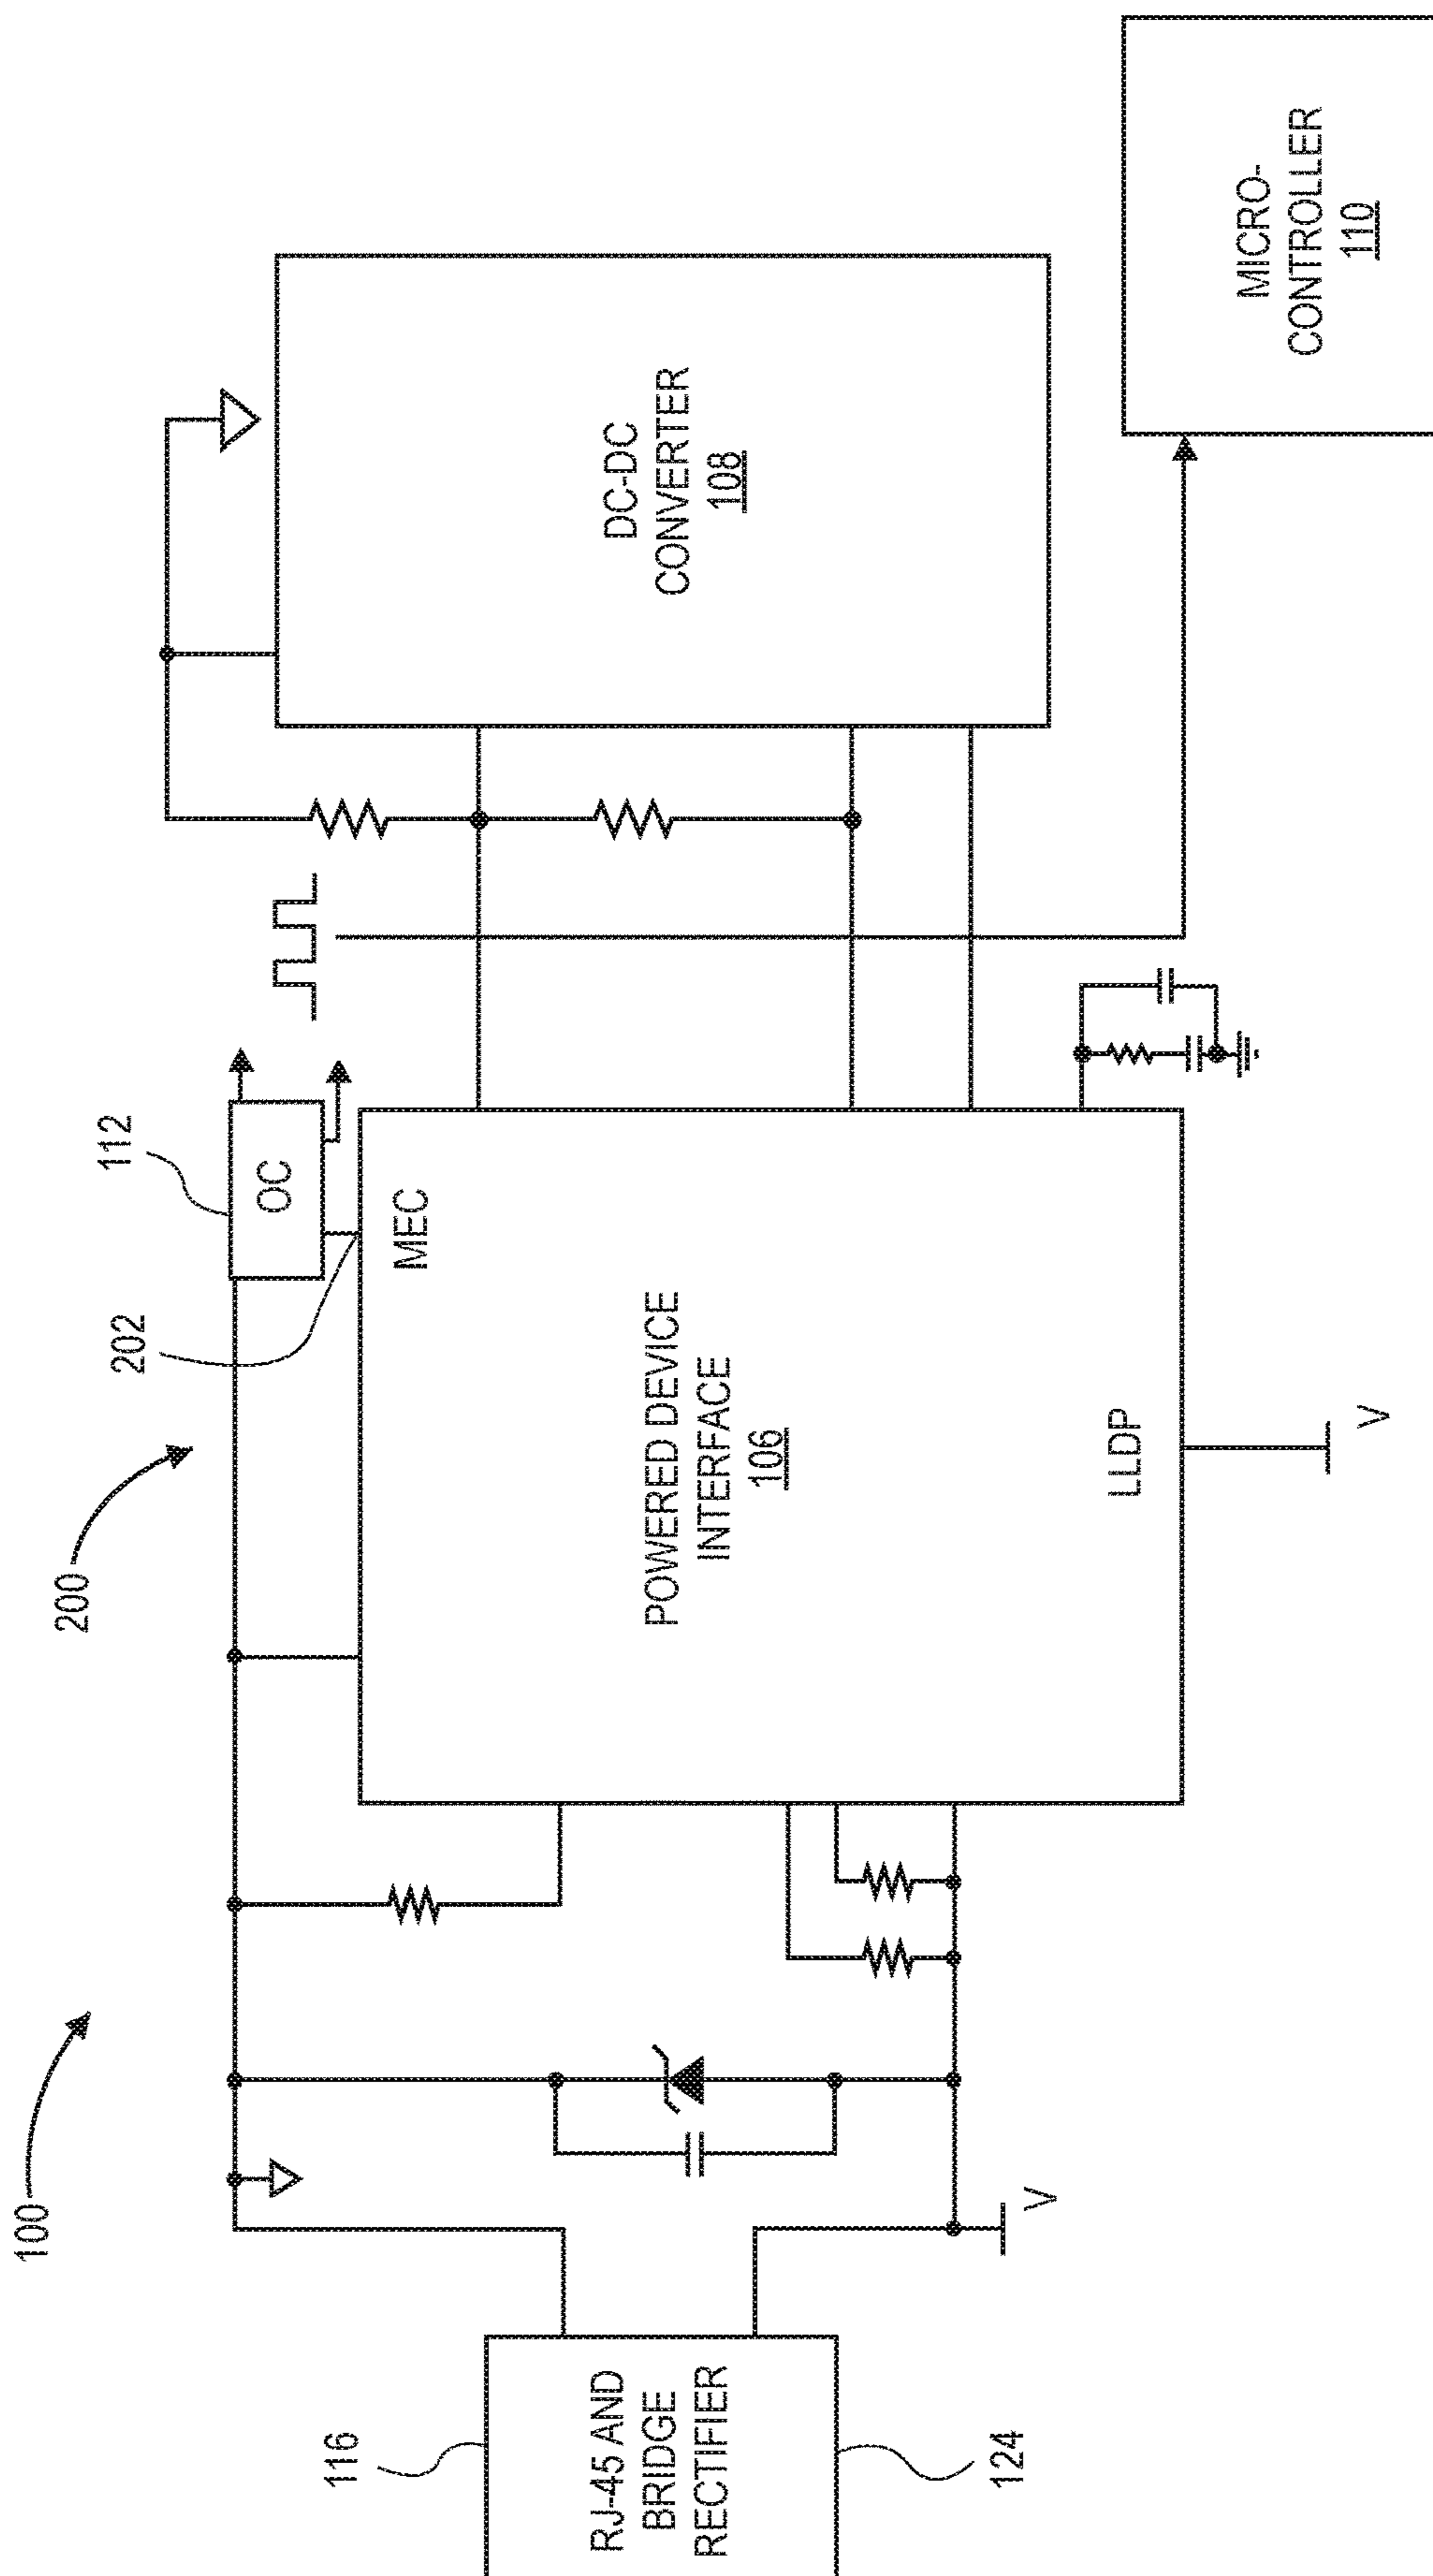 100
200
202
112
OC
MEC
116
RJ-45 AND
BRIDGE
RECTIFIER
124
V
POWERED DEVICE
INTERFACE
106
LLDP
V
DC-DC
CONVERTER
108
MICRO-
CONTROLLER
110